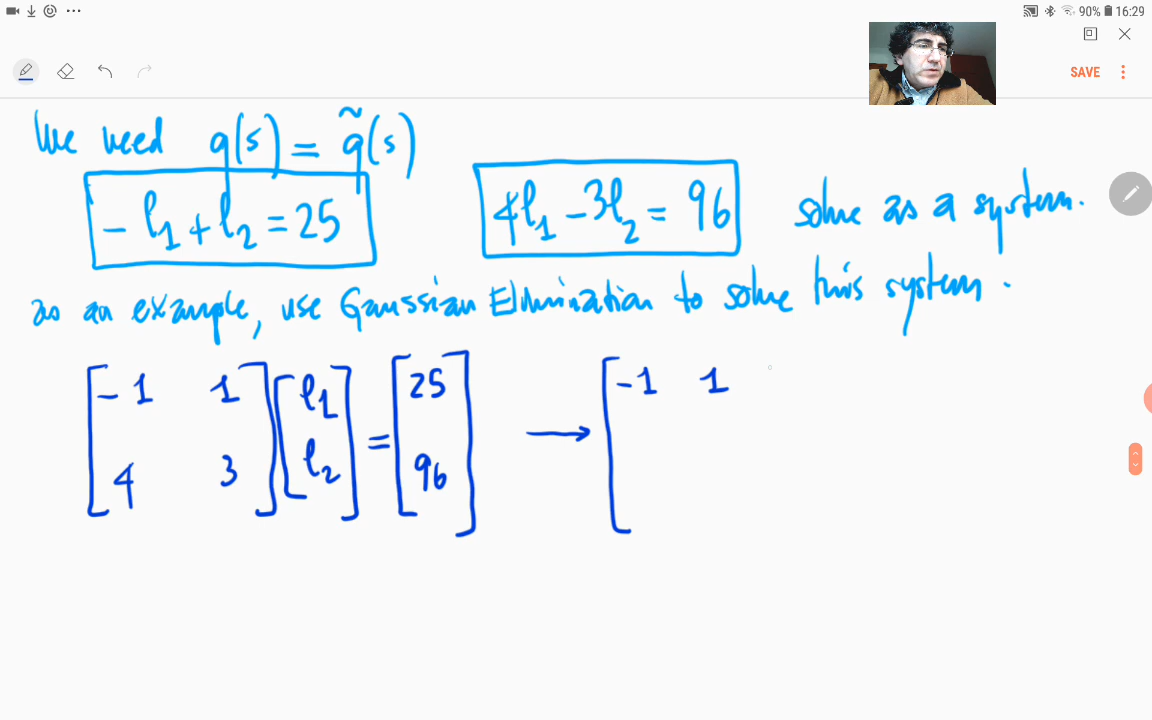 90% 16:29
SAVE
We need q(s) = q̃(s)
- l₁ + l₂ = 25 4l₁ - 3l₂ = 96 solve as a system.
as an example, use Gaussian Elimination to solve this system.
[-1 1] [l₁] = [25] → [-1 1
[4 3] [l₂] [96]